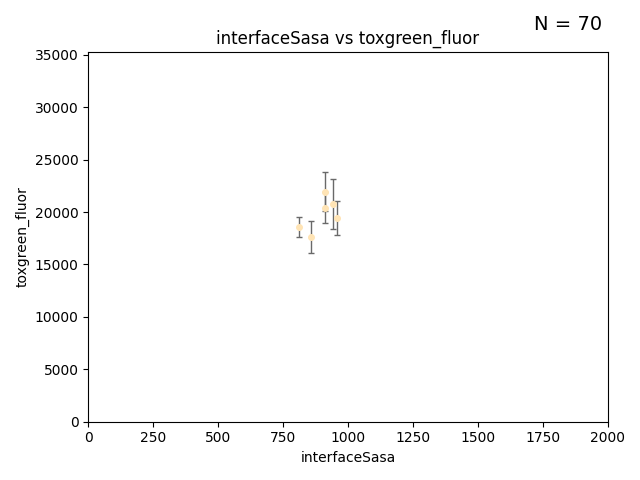 N = 70
interfaceSasa vs toxgreen_fluor
35000
30000
25000
20000
15000
10000
5000
0
toxgreen_fluor
0 250 500 750 1000 1250 1500 1750 2000
interfaceSasa